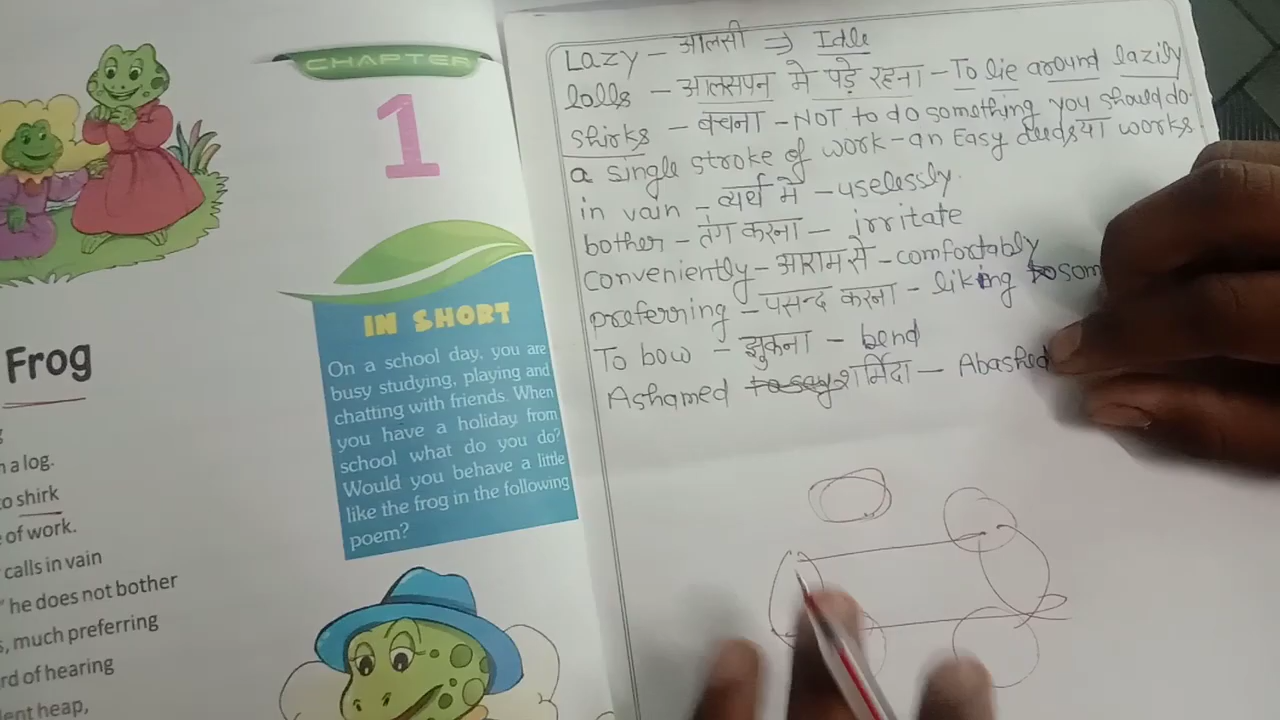 CHAPTER
1
Frog
n a log.
to shirk
of work.
calls in vain
he does not bother
, much preferring
rd of hearing
lent heap,
IN SHORT
On a school day, you are
busy studying, playing and
chatting with friends. When
you have a holiday from
school what do you do?
Would you behave a little
like the frog in the following
poem?
Lazy - आलसी ⇒ Idle
lolls - आलसपन मे पड़े रहना - To lie around lazily
shirks - बचना - NOT to do something you should do.
a single stroke of work - an Easy deeds या works
in vain - व्यर्थ मे - uselessly.
bother - तंग करना - irritate
Conveniently - आराम से - comfortably
preferring - पसन्द करना - liking som
To bow - झुकना - bend
Ashamed शर्मिदा - Abashed